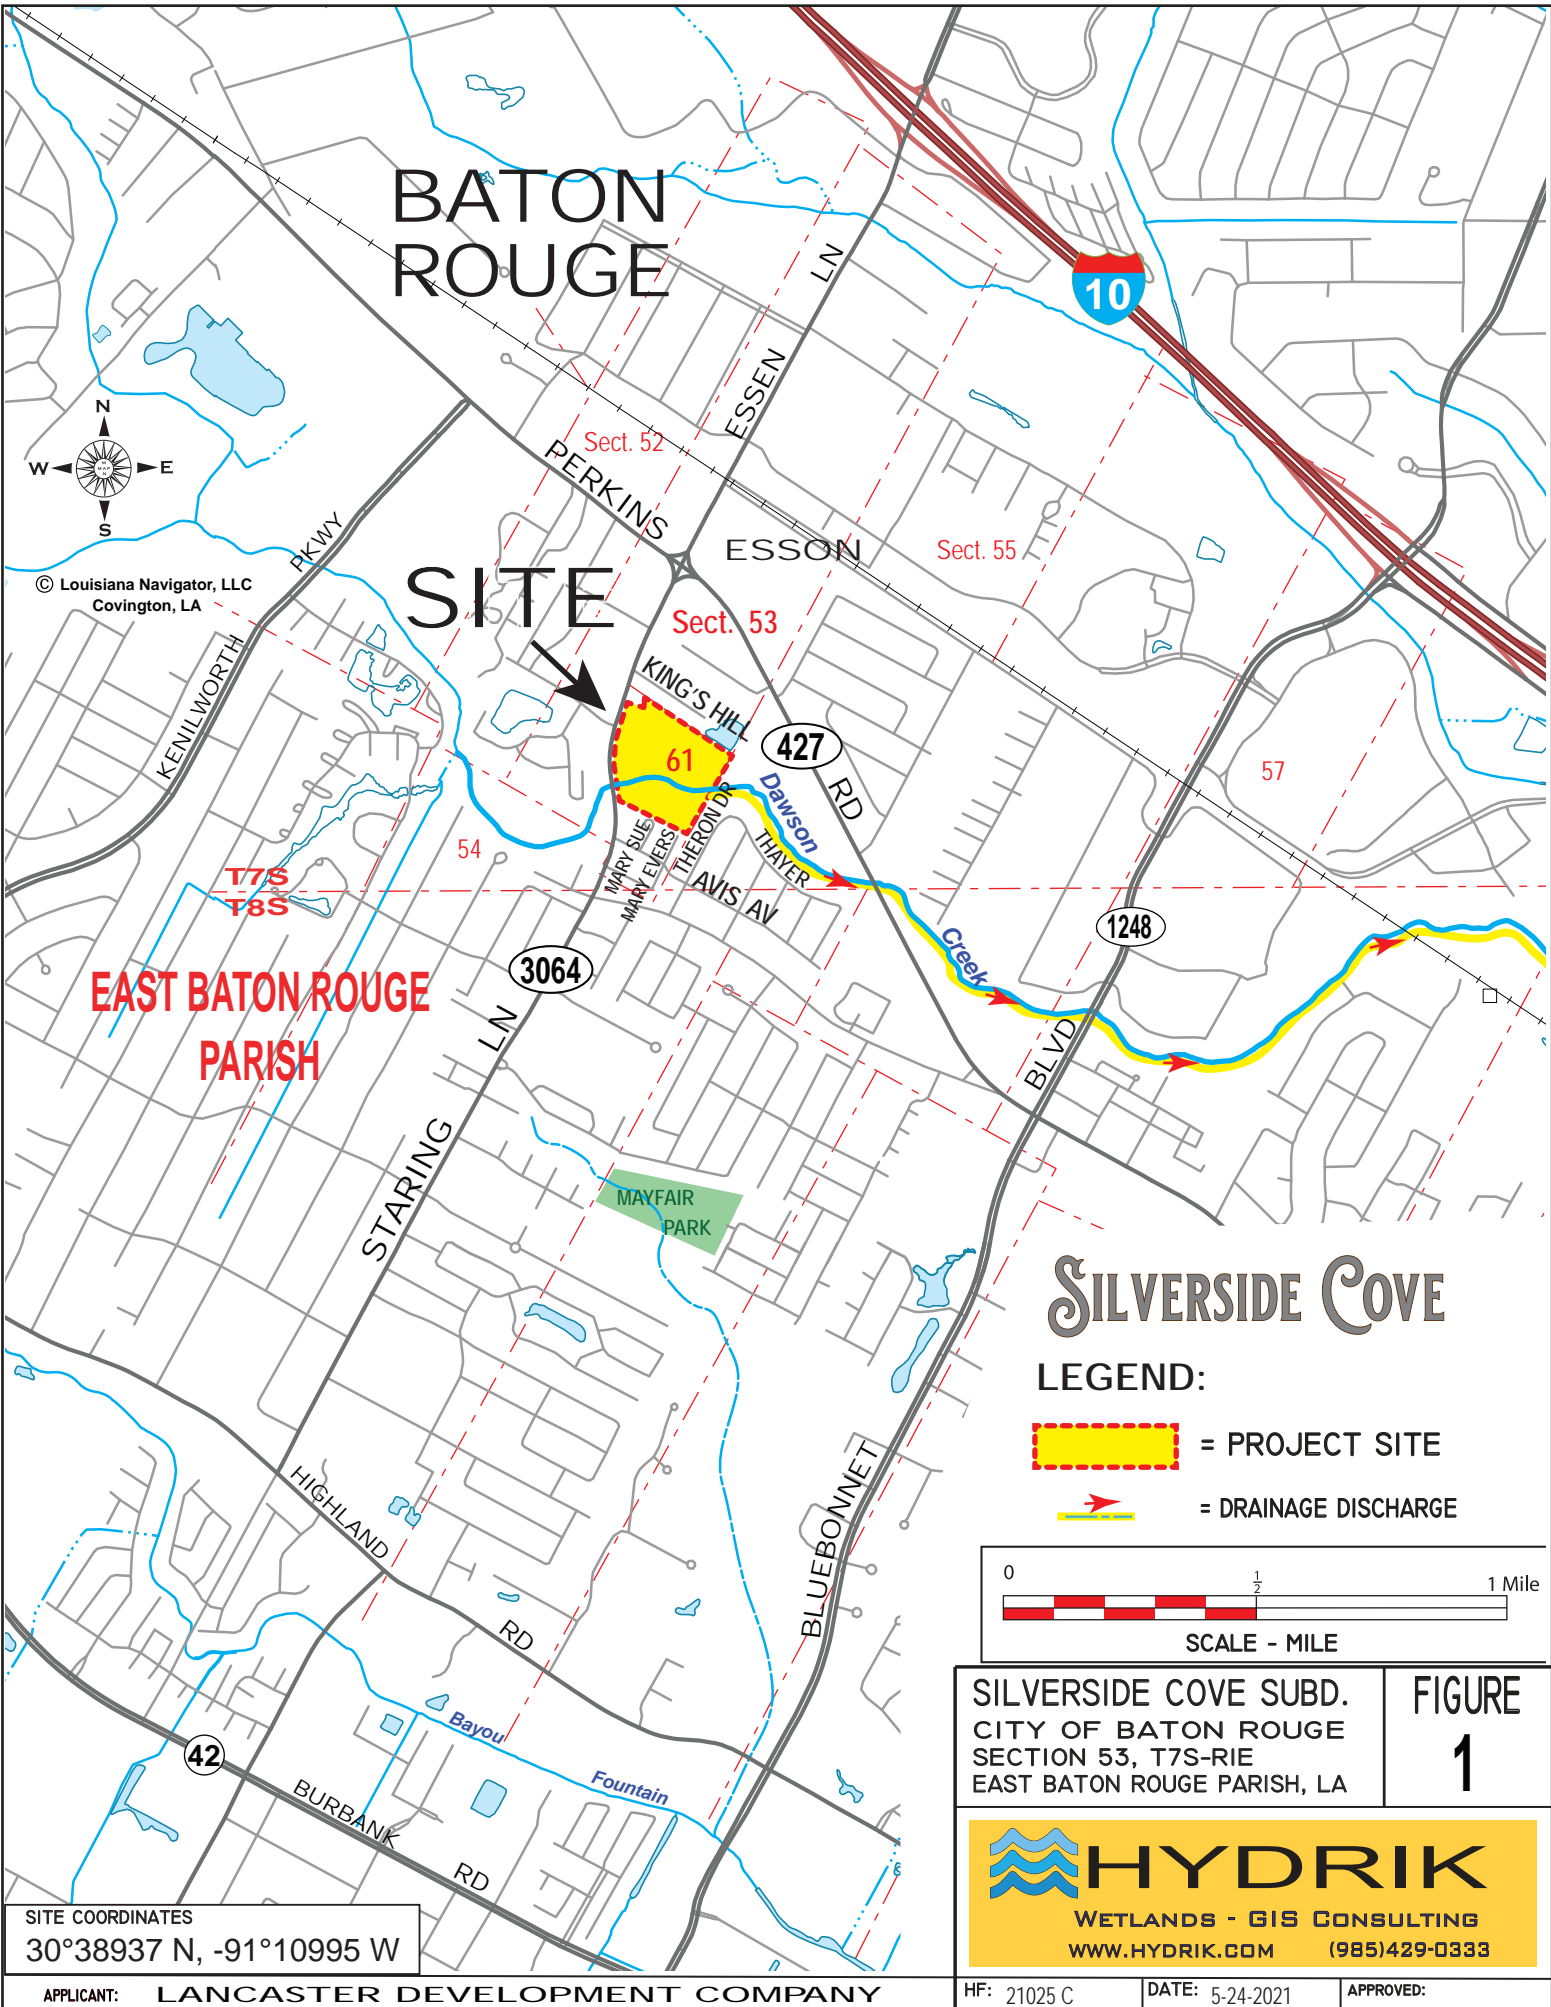 BATON
ROUGE
10
ESSEN LN
N
W E
S
Sect. 52
PERKINS RD
ESSON
Sect. 55
KENILWORTH PKWY
© Louisiana Navigator, LLC
Covington, LA
SITE
Sect. 53
KING'S HILL
427
61
57
Dawson Creek
THERON DR
MARY SUE
MARY EVERS
THAYER
AVIS AV
54
T7S
T8S
1248
3064
EAST BATON ROUGE
PARISH
STARING LN
BLUEBONNET BLVD
MAYFAIR
PARK
SILVERSIDE COVE
LEGEND:
= PROJECT SITE
= DRAINAGE DISCHARGE
HIGHLAND RD
0 1/2 1 Mile
SCALE - MILE
Bayou Fountain
42
BURBANK RD
SILVERSIDE COVE SUBD.
CITY OF BATON ROUGE
SECTION 53, T7S-RIE
EAST BATON ROUGE PARISH, LA
FIGURE
1
HYDRIK
WETLANDS - GIS CONSULTING
WWW.HYDRIK.COM (985)429-0333
SITE COORDINATES
30°38937 N, -91°10995 W
APPLICANT: LANCASTER DEVELOPMENT COMPANY
HF: 21025 C
DATE: 5-24-2021
APPROVED: